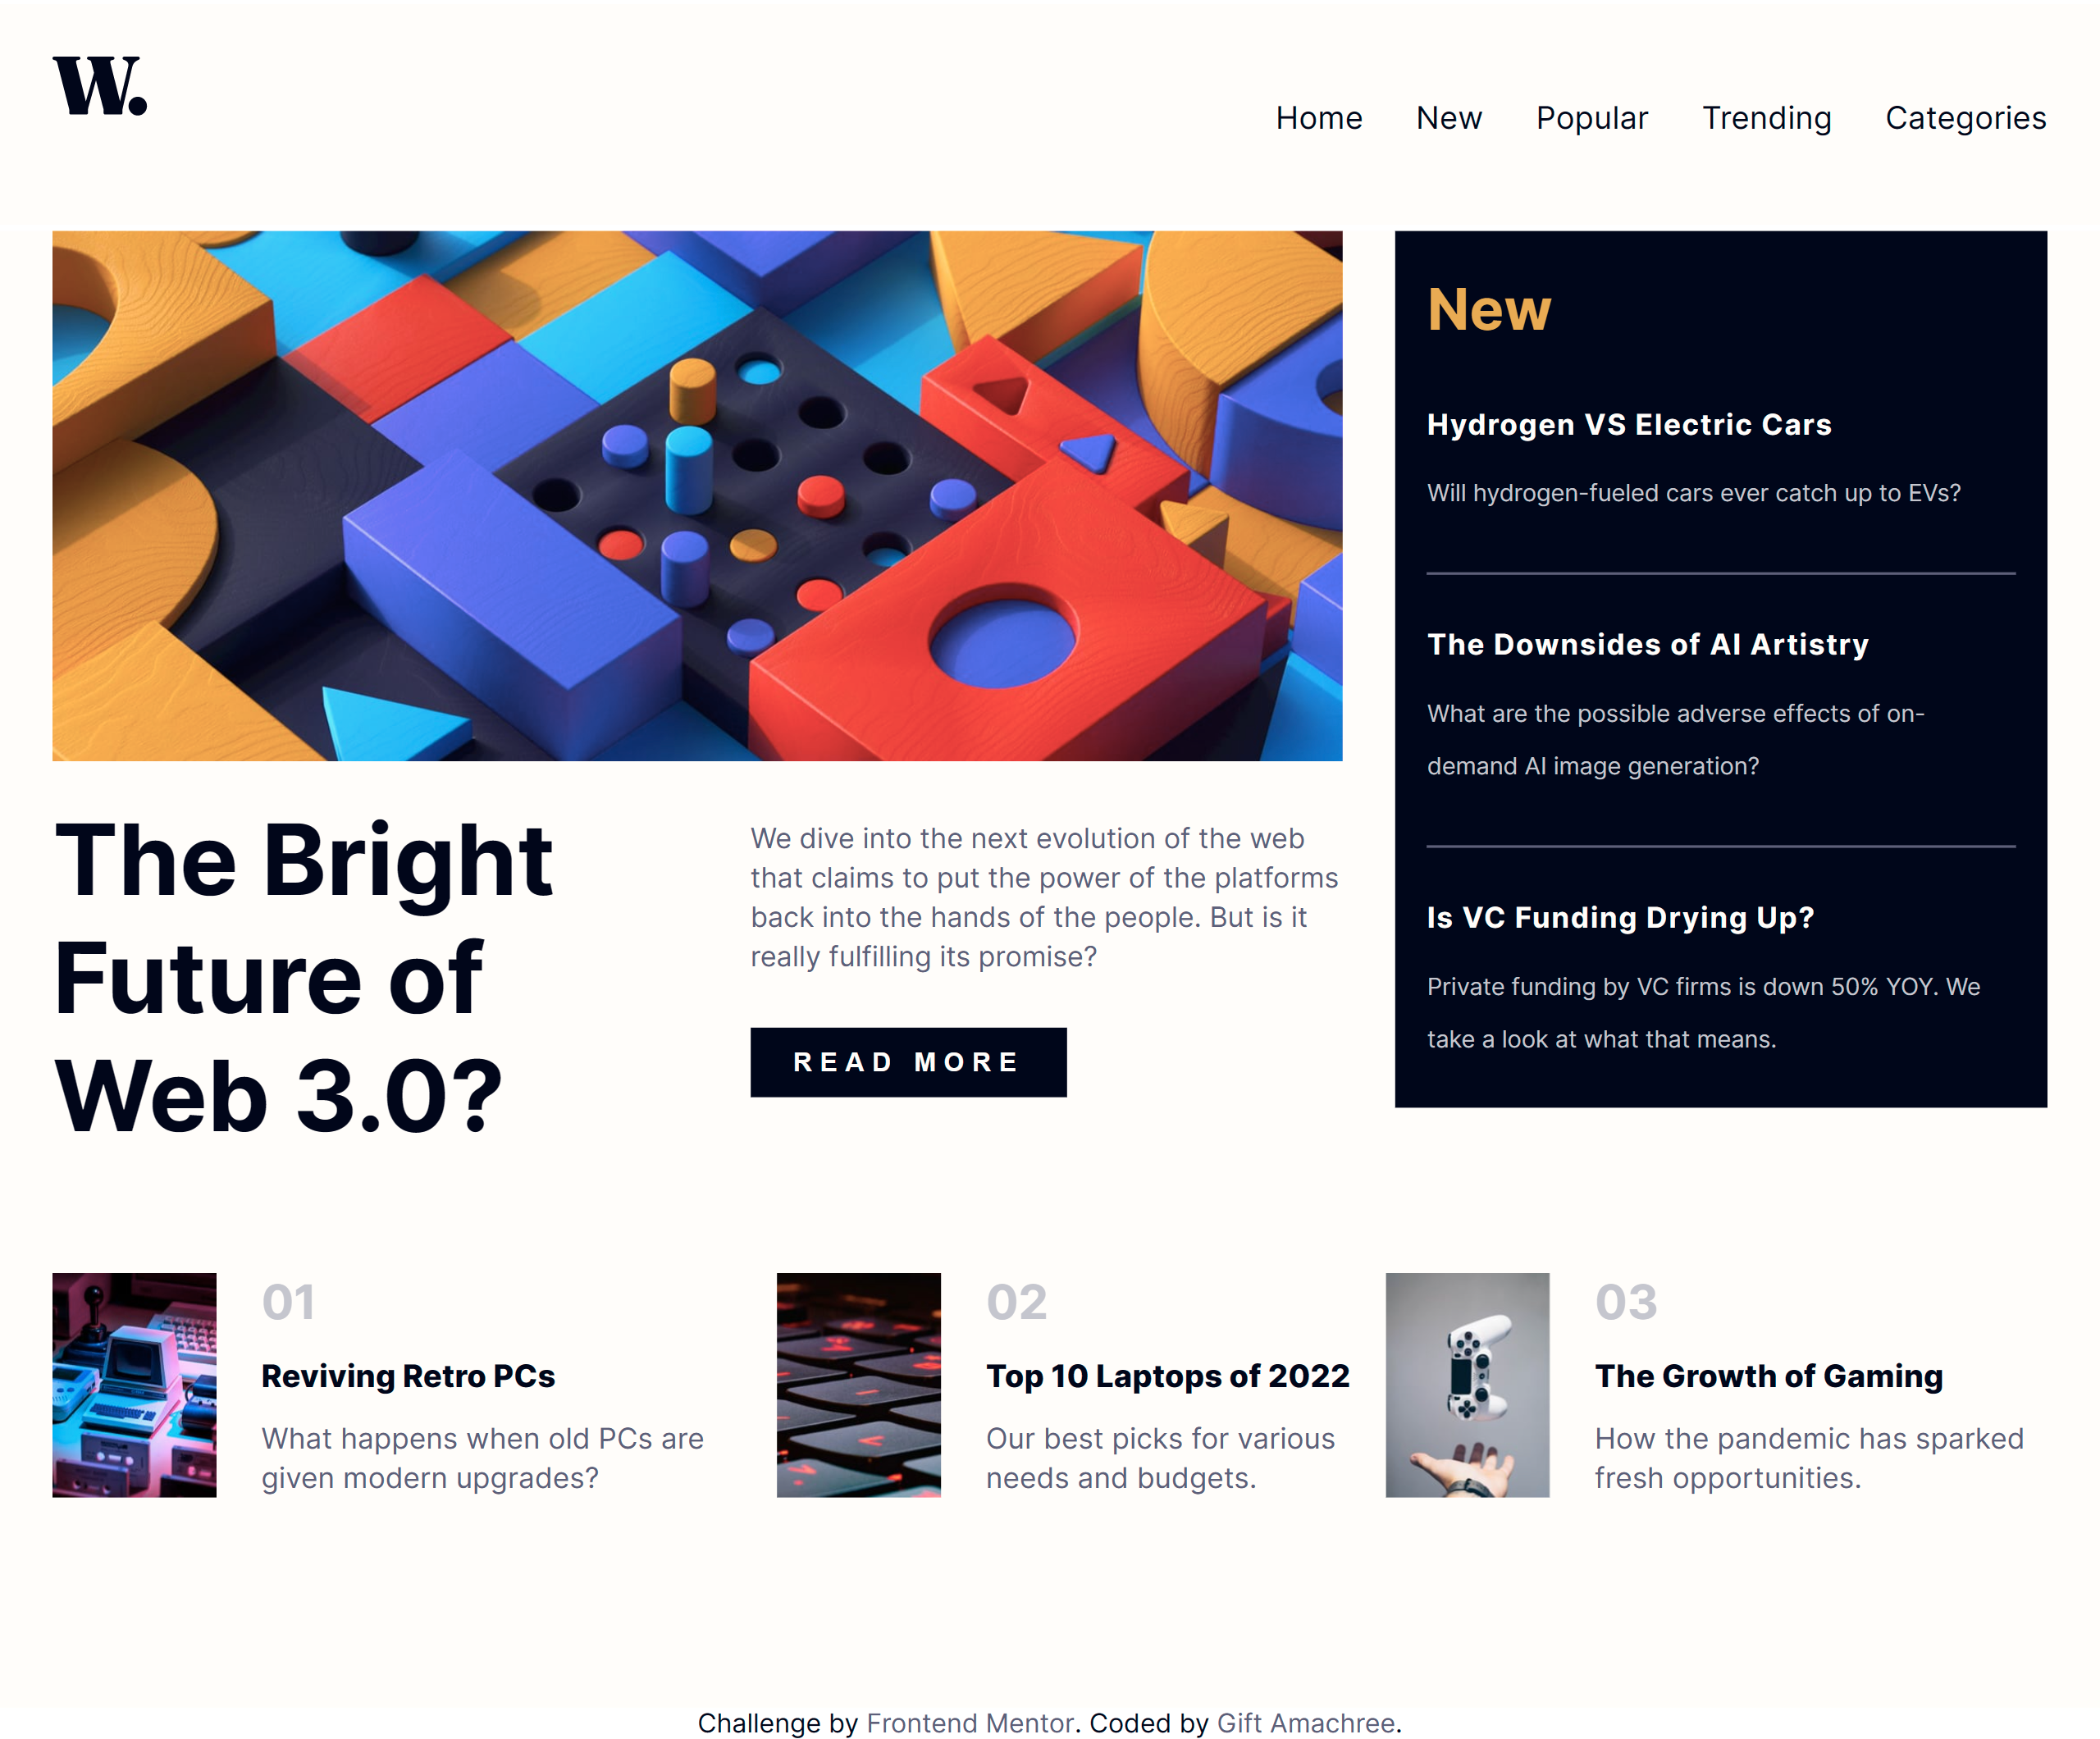 W.
Home New Popular Trending Categories
The Bright
Future of
Web 3.0?
We dive into the next evolution of the web
that claims to put the power of the platforms
back into the hands of the people. But is it
really fulfilling its promise?
READ MORE
New
Hydrogen VS Electric Cars
Will hydrogen-fueled cars ever catch up to EVs?
The Downsides of AI Artistry
What are the possible adverse effects of on-
demand AI image generation?
Is VC Funding Drying Up?
Private funding by VC firms is down 50% YOY. We
take a look at what that means.
01
Reviving Retro PCs
What happens when old PCs are
given modern upgrades?
02
Top 10 Laptops of 2022
Our best picks for various
needs and budgets.
03
The Growth of Gaming
How the pandemic has sparked
fresh opportunities.
Challenge by Frontend Mentor. Coded by Gift Amachree.